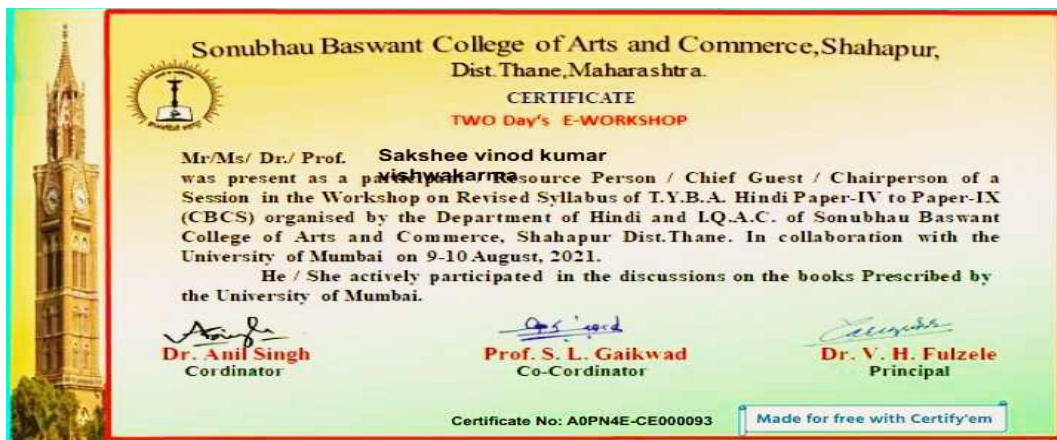 Sonubhau Baswant College of Arts and Commerce,Shahapur,
Dist.Thane,Maharashtra.
CERTIFICATE
TWO Day's E-WORKSHOP
Mr/Ms/ Dr./ Prof. Sakshee vinod kumar
vishwakarma
was present as a participant / Resource Person / Chief Guest / Chairperson of a
Session in the Workshop on Revised Syllabus of T.Y.B.A. Hindi Paper-IV to Paper-IX
(CBCS) organised by the Department of Hindi and I.Q.A.C. of Sonubhau Baswant
College of Arts and Commerce, Shahapur Dist.Thane. In collaboration with the
University of Mumbai on 9-10 August, 2021.
He / She actively participated in the discussions on the books Prescribed by
the University of Mumbai.
Dr. Anil Singh
Cordinator
Prof. S. L. Gaikwad
Co-Cordinator
Dr. V. H. Fulzele
Principal
Certificate No: A0PN4E-CE000093
Made for free with Certify'em